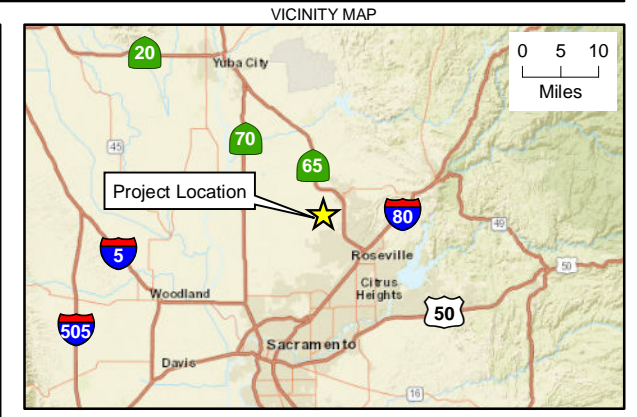 VICINITY MAP
20
Yuba City
0 5 10
Miles
45
70
65
Project Location
80
49
5
Roseville
50
Citrus
Heights
Woodland
50
505
Sacramento
Davis
16